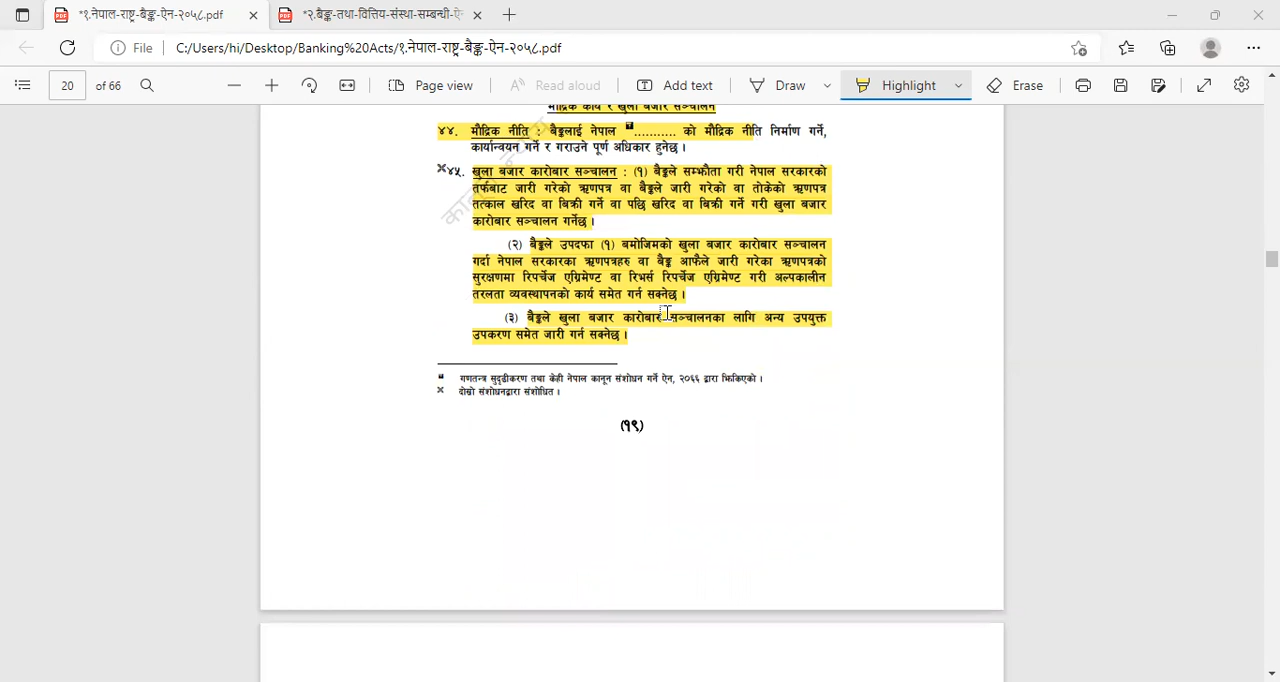 *१.नेपाल-राष्ट्र-बैङ्क-ऐन-२०५८.pdf
*२.बैङ्क-तथा-वित्तिय-संस्था-सम्बन्धी-ऐ
File
C:/Users/hi/Desktop/Banking%20Acts/१.नेपाल-राष्ट्र-बैङ्क-ऐन-२०५८.pdf
20 of 66
Page view
Read aloud
Add text
Draw
Highlight
Erase
मौद्रिक कार्य र खुला बजार सञ्चालन
४४. मौद्रिक नीति : बैङ्कलाई नेपाल ........... को मौद्रिक नीति निर्माण गर्ने,
कार्यान्वयन गर्ने र गराउने पूर्ण अधिकार हुनेछ ।
४५. खुला बजार कारोबार सञ्चालन : (१) बैङ्कले सम्झौता गरी नेपाल सरकारको
तर्फबाट जारी गरेको ऋणपत्र वा बैङ्कले जारी गरेको वा तोकेको ऋणपत्र
तत्काल खरिद वा बिक्री गर्ने वा पछि खरिद वा बिक्री गर्ने गरी खुला बजार
कारोबार सञ्चालन गर्नेछ ।
(२) बैङ्कले उपदफा (१) बमोजिमको खुला बजार कारोबार सञ्चालन
गर्दा नेपाल सरकारका ऋणपत्रहरु वा बैङ्क आफैले जारी गरेका ऋणपत्रको
सुरक्षणमा रिपर्चेज एग्रिमेण्ट वा रिभर्स रिपर्चेज एग्रिमेण्ट गरी अल्पकालीन
तरलता व्यवस्थापनको कार्य समेत गर्न सक्नेछ ।
(३) बैङ्कले खुला बजार कारोबार सञ्चालनका लागि अन्य उपयुक्त
उपकरण समेत जारी गर्न सक्नेछ ।
गणतन्त्र सुदृढीकरण तथा केही नेपाल कानून संशोधन गर्ने ऐन, २०६६ द्वारा झिकिएको ।
दोस्रो संशोधनद्वारा संशोधित ।
(१९)